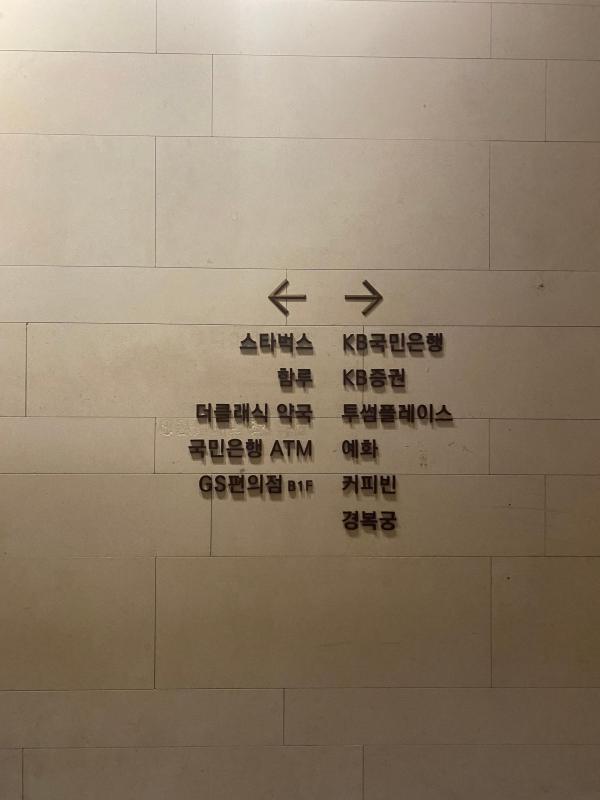 ← →
스타벅스 KB국민은행
함루 KB증권
더클래식 약국 투썸플레이스
국민은행 ATM 예화
GS편의점 B1F 커피빈
경복궁